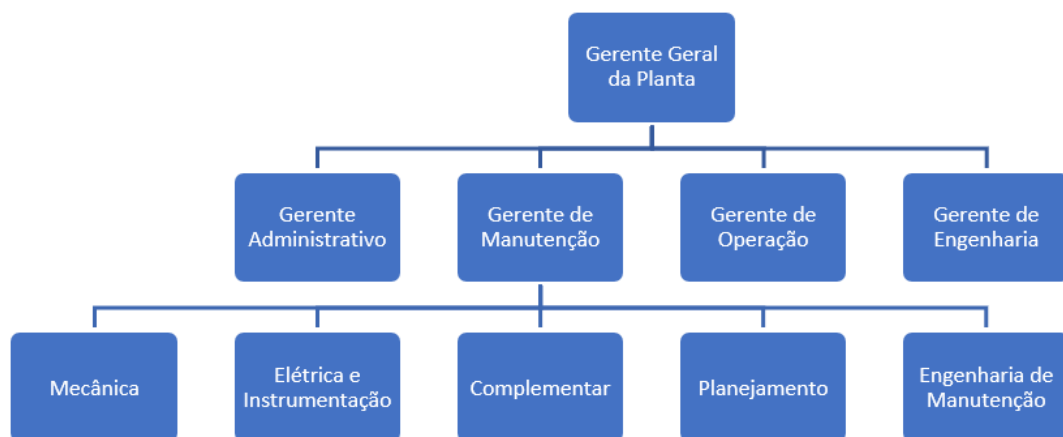 Gerente Geral
da Planta
Gerente
Administrativo
Gerente de
Manutenção
Gerente de
Operação
Gerente de
Engenharia
Mecânica
Elétrica e
Instrumentação
Complementar
Planejamento
Engenharia de
Manutenção